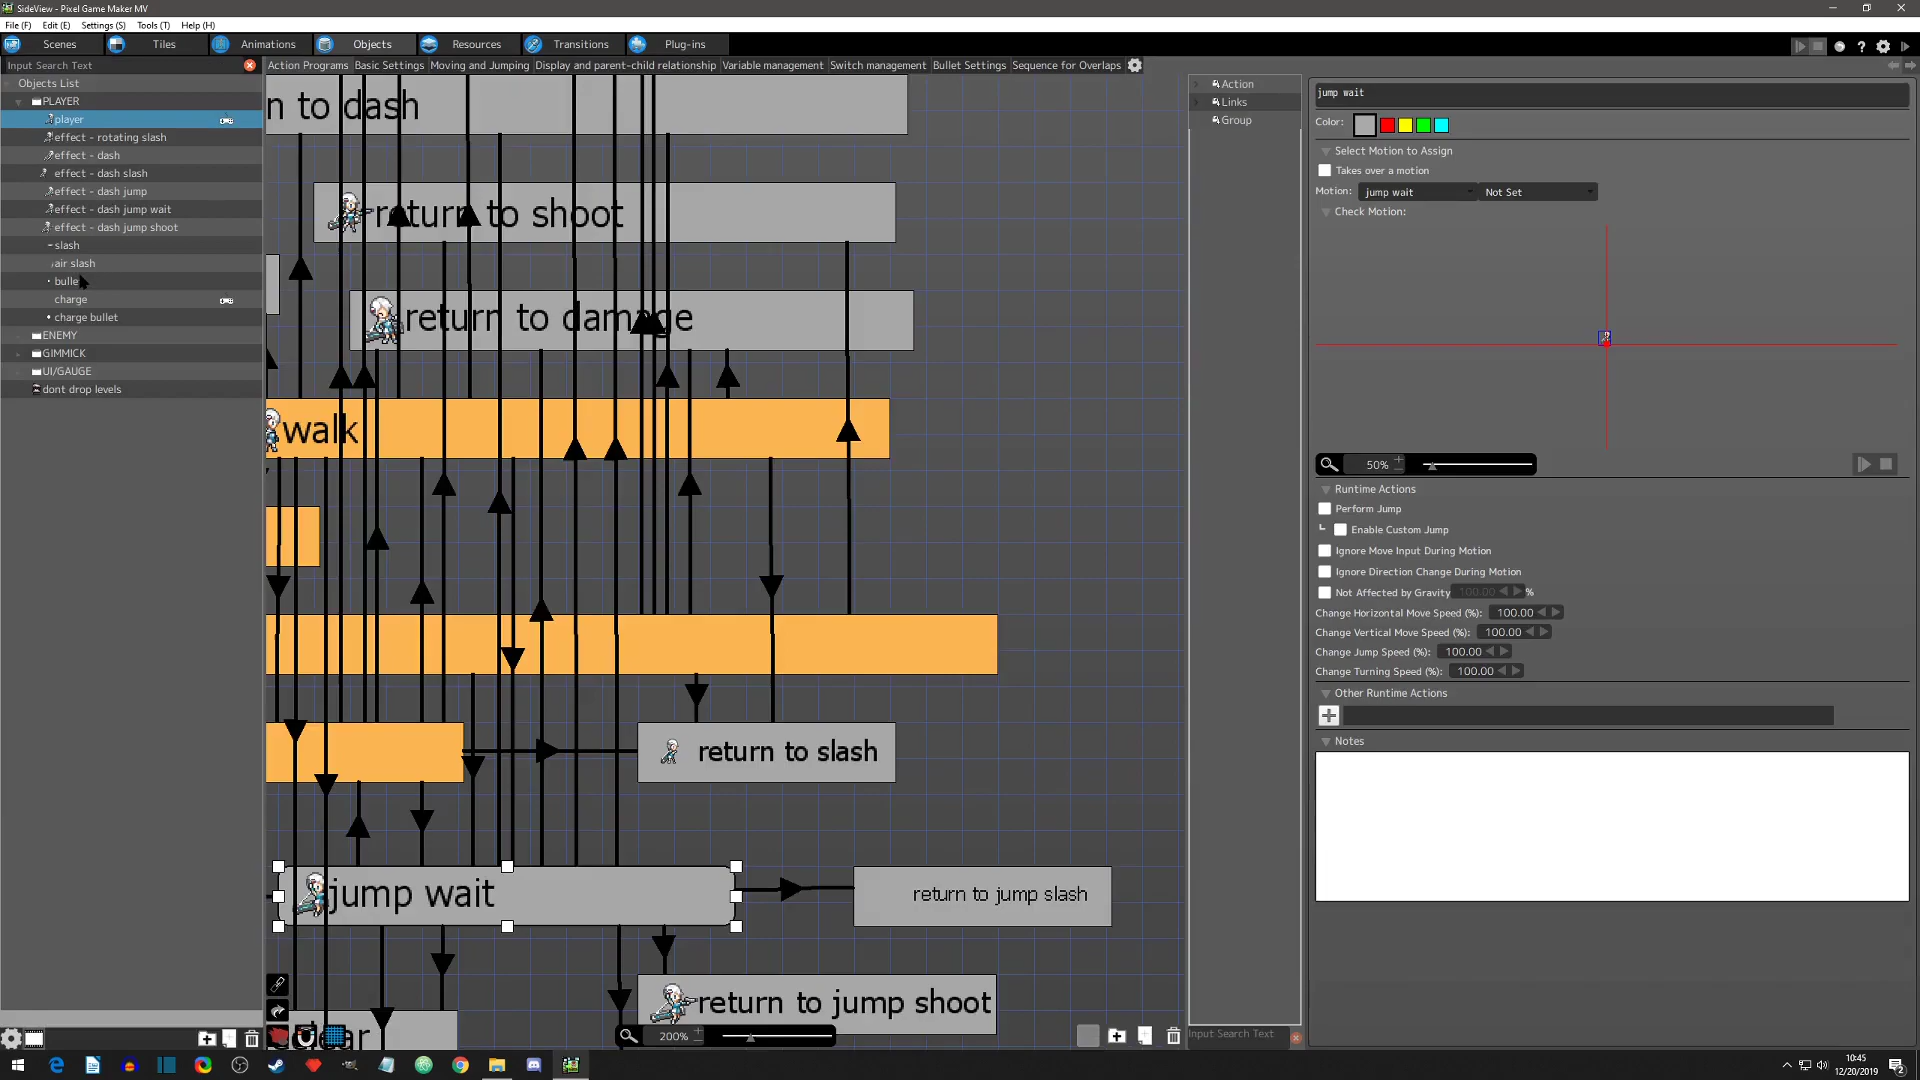 SideView - Pixel Game Maker MV
File (F) Edit (E) Settings (S) Tools (T) Help (H)
Scenes Tiles Animations Objects Resources Transitions Plug-ins
Input Search Text
Action Programs Basic Settings Moving and Jumping Display and parent-child relationship Variable management Switch management Bullet Settings Sequence for Overlaps
Objects List
PLAYER
player
effect - rotating slash
effect - dash
effect - dash slash
effect - dash jump
effect - dash jump wait
effect - dash jump shoot
slash
air slash
bulle
charge
charge bullet
ENEMY
GIMMICK
UI/GAUGE
dont drop levels
n to dash
return to shoot
return to damage
walk
return to slash
jump wait
return to jump slash
return to jump shoot
200%
Action
Links
Group
Input Search Text
jump wait
Color:
Select Motion to Assign
Takes over a motion
Motion: jump wait Not Set
Check Motion:
50%
Runtime Actions
Perform Jump
Enable Custom Jump
Ignore Move Input During Motion
Ignore Direction Change During Motion
Not Affected by Gravity 100.00 %
Change Horizontal Move Speed (%): 100.00
Change Vertical Move Speed (%): 100.00
Change Jump Speed (%): 100.00
Change Turning Speed (%): 100.00
Other Runtime Actions
Notes
10:45
12/20/2019